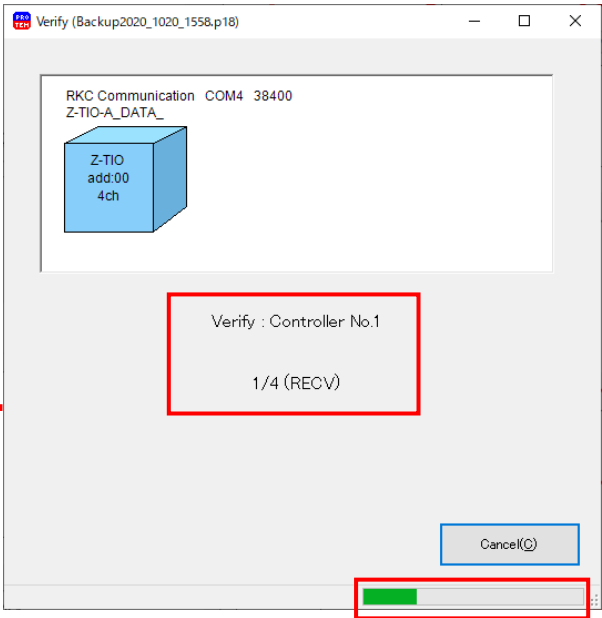 PRO
TEM
Verify (Backup2020_1020_1558.p18)
RKC Communication COM4 38400
Z-TIO-A_DATA_
Z-TIO
add:00
4ch
Verify : Controller No.1
1/4 (RECV)
Cancel(C)